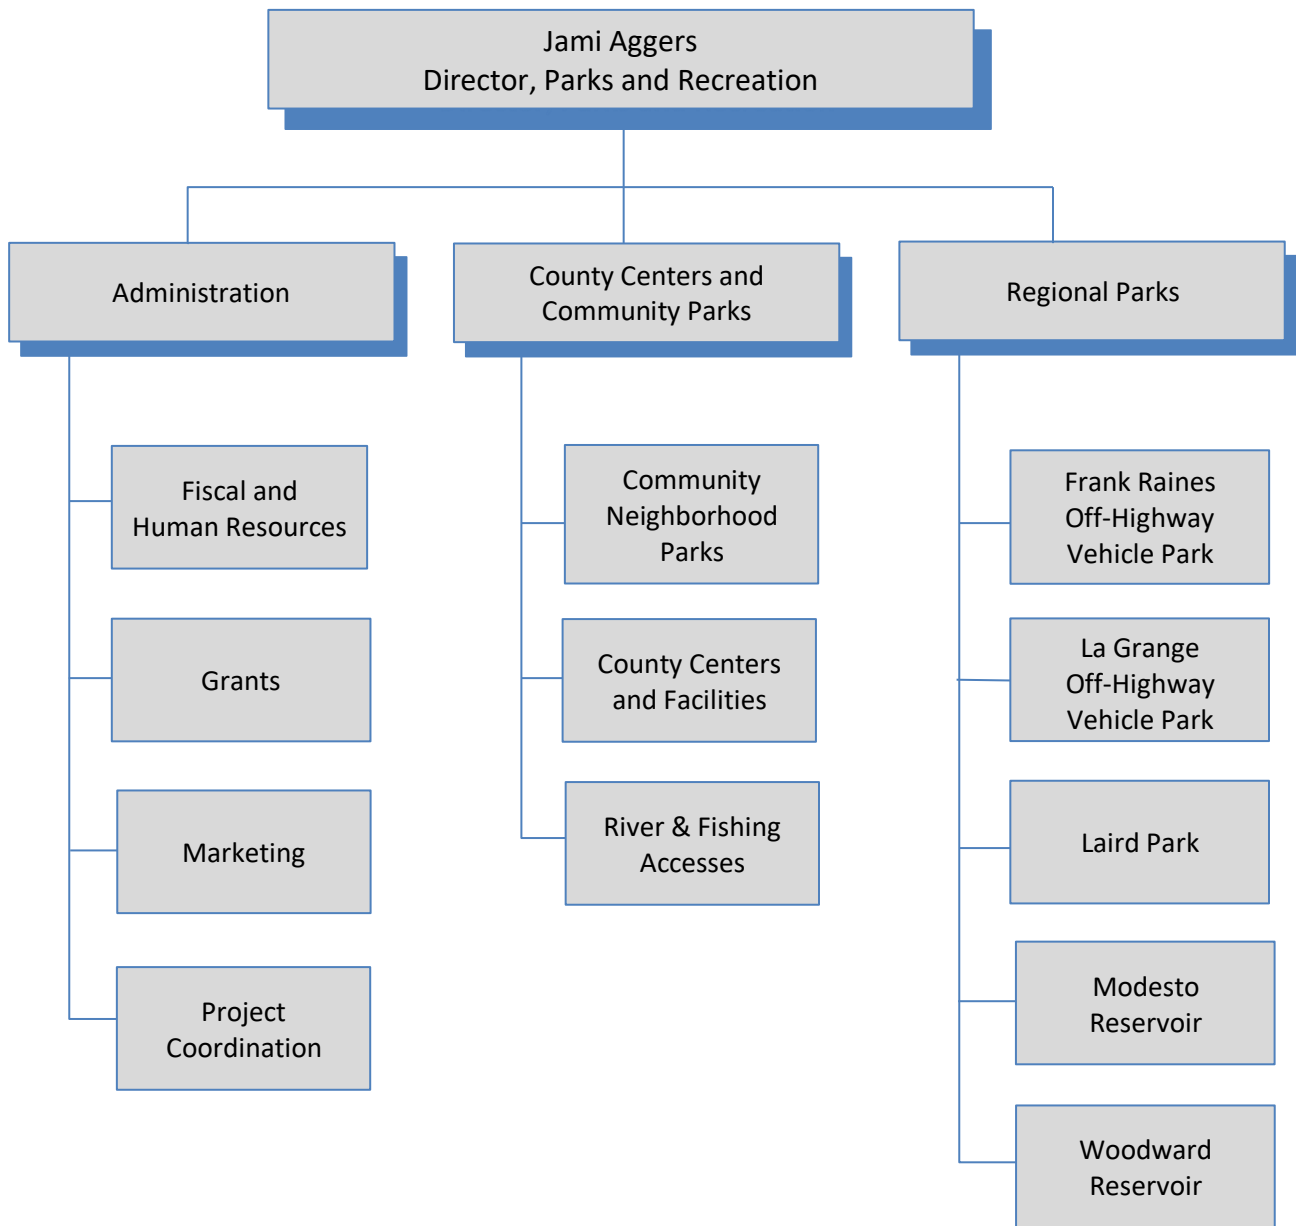 Jami Aggers
Director, Parks and Recreation
Administration
County Centers and
Community Parks
Regional Parks
Fiscal and
Human Resources
Grants
Marketing
Project
Coordination
Community
Neighborhood
Parks
County Centers
and Facilities
River & Fishing
Accesses
Frank Raines
Off-Highway
Vehicle Park
La Grange
Off-Highway
Vehicle Park
Laird Park
Modesto
Reservoir
Woodward
Reservoir